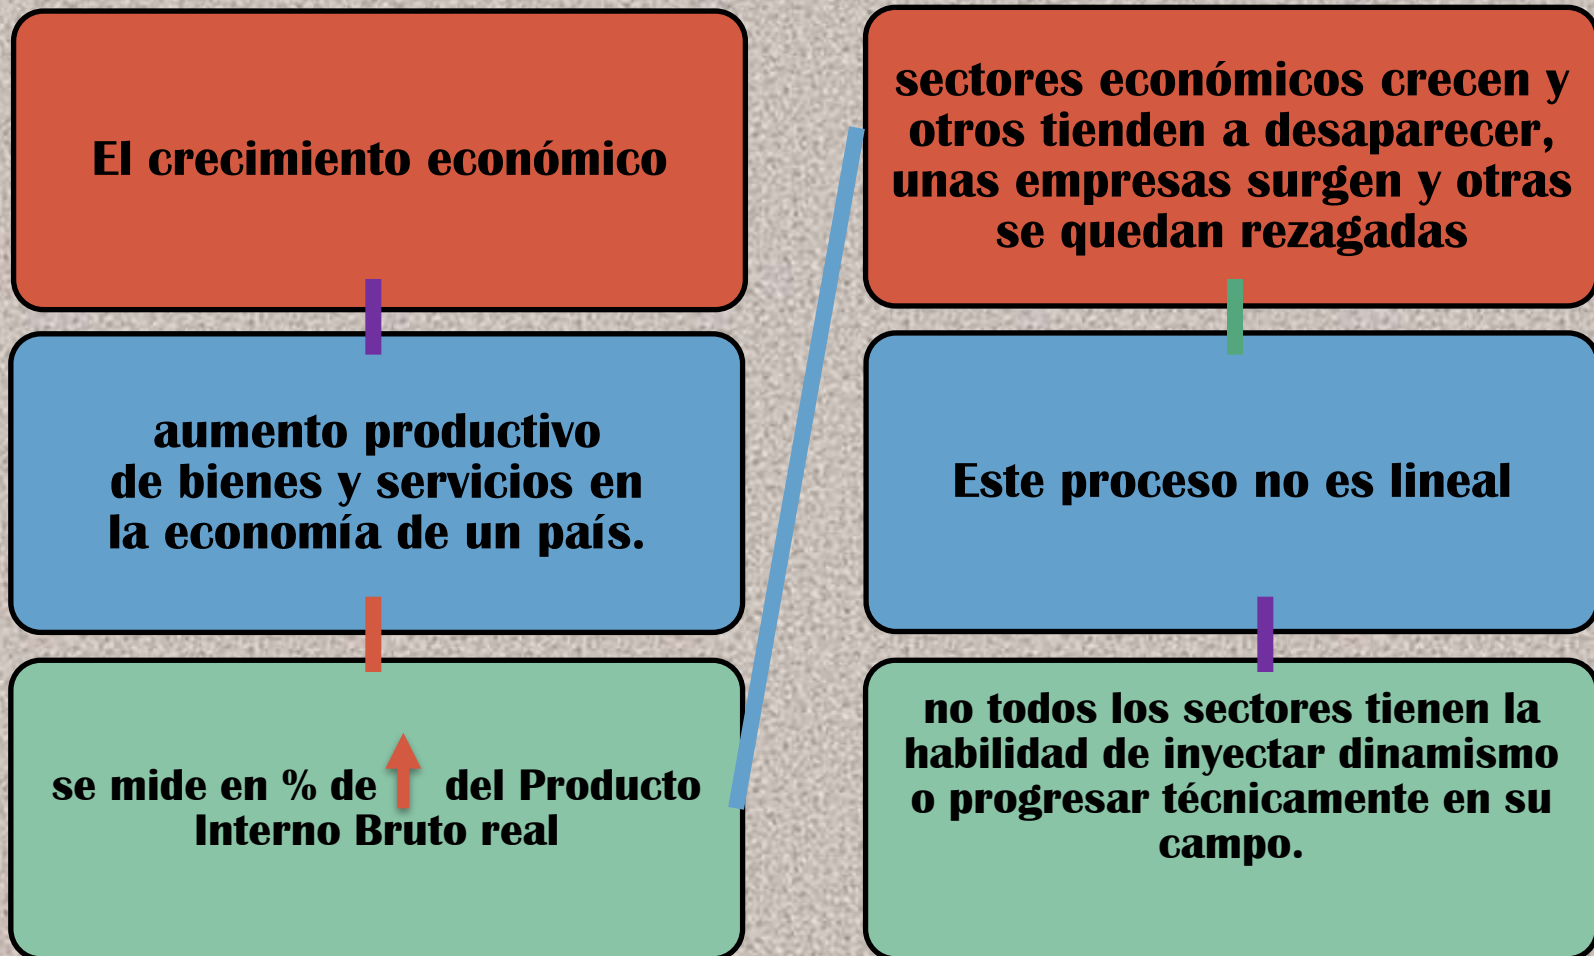 El crecimiento económico
aumento productivo
de bienes y servicios en
la economía de un país.
se mide en % de del Producto
Interno Bruto real
sectores económicos crecen y
otros tienden a desaparecer,
unas empresas surgen y otras
se quedan rezagadas
Este proceso no es lineal
no todos los sectores tienen la
habilidad de inyectar dinamismo
o progresar técnicamente en su
campo.